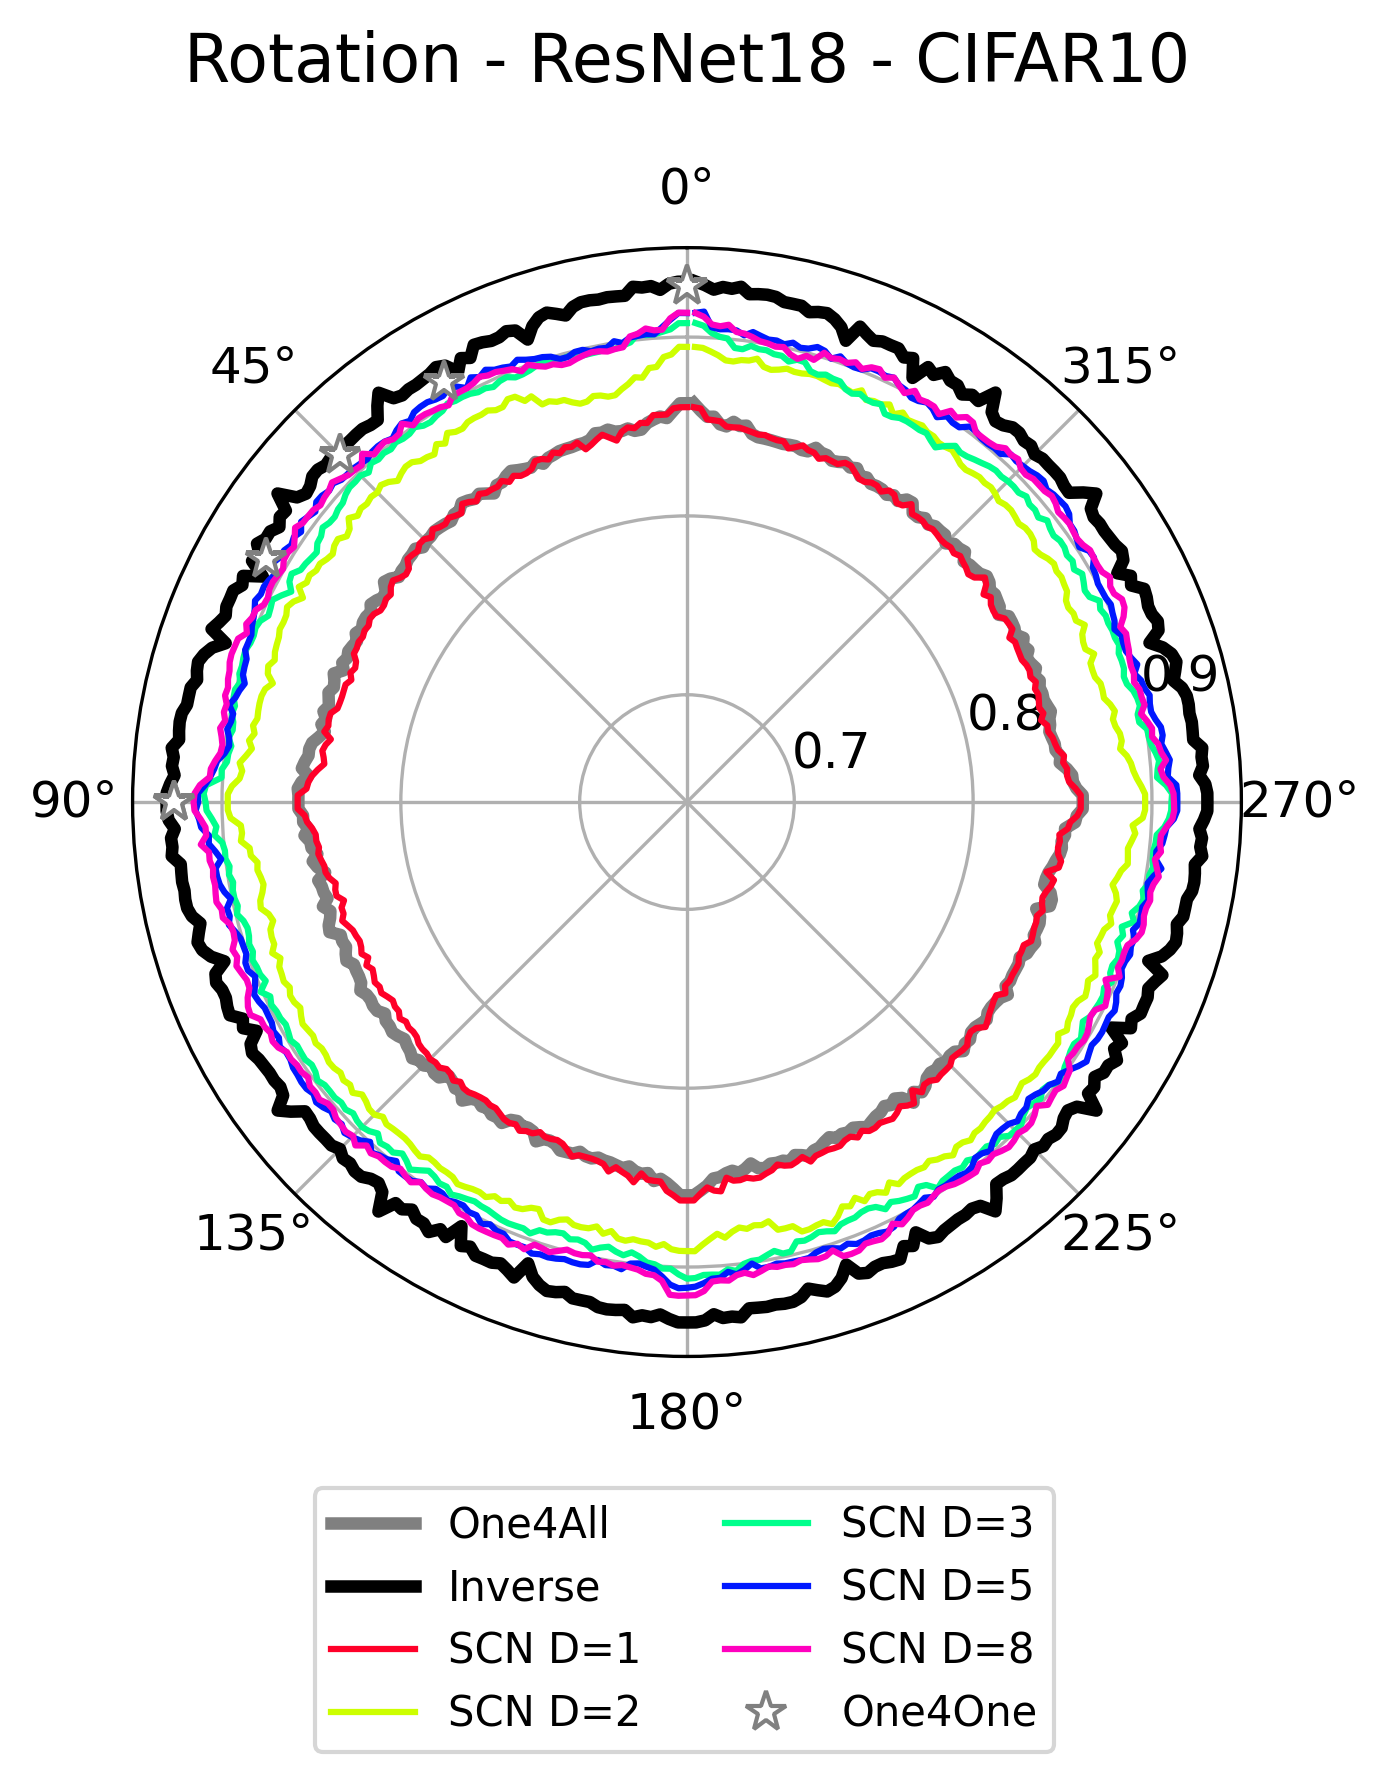 Rotation - ResNet18 - CIFAR10
0°
45°
315°
0.9
0.8
0.7
90°
270°
135°
225°
180°
One4All
Inverse
SCN D=1
SCN D=2
SCN D=3
SCN D=5
SCN D=8
One4One